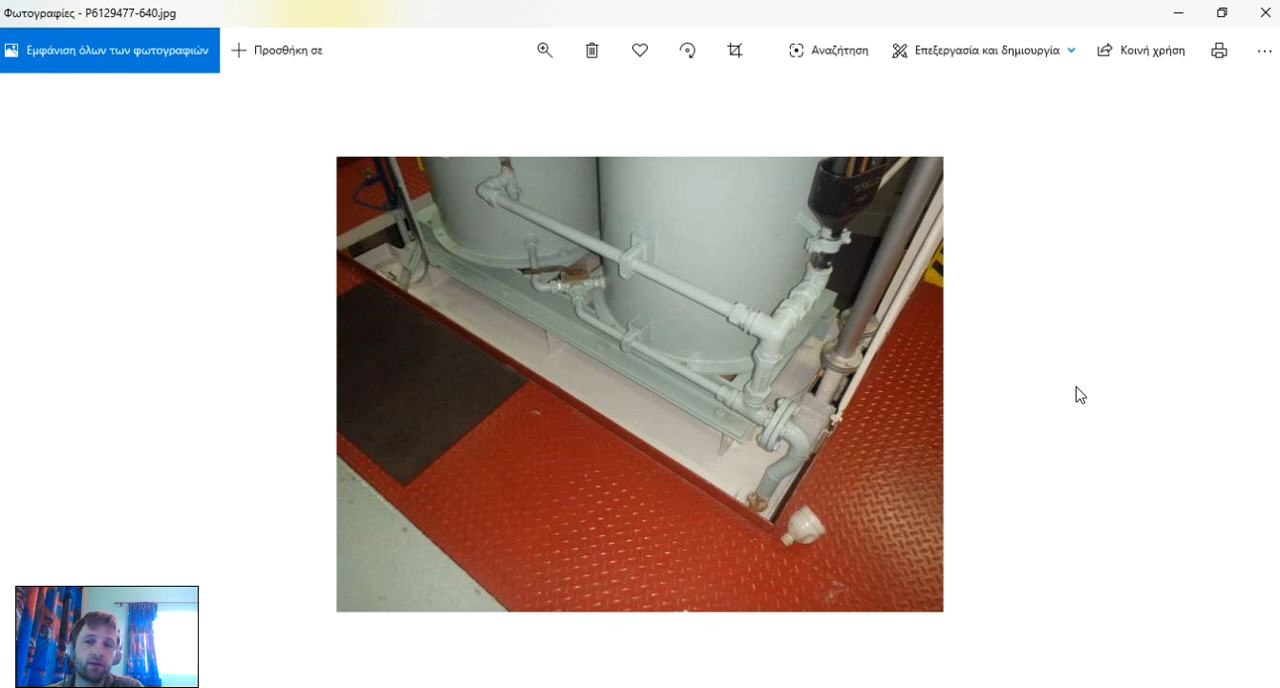 Φωτογραφίες - P6129477-640.jpg
Εμφάνιση όλων των φωτογραφιών
Προσθήκη σε
Αναζήτηση
Επεξεργασία και δημιουργία
Κοινή χρήση